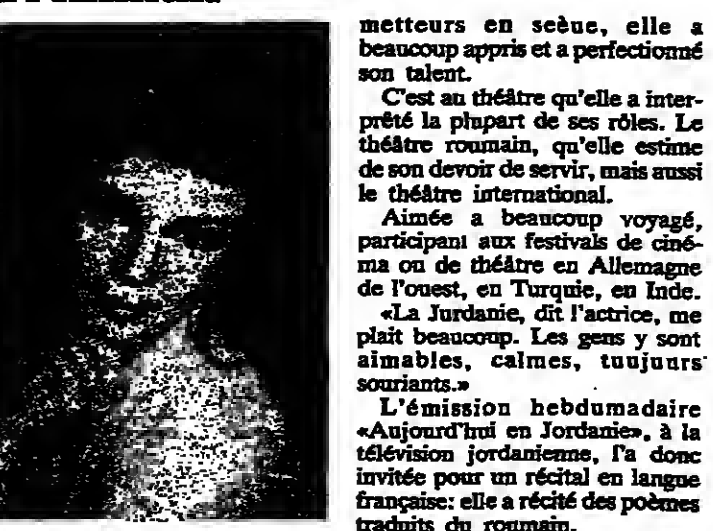 metteurs en scène, elle a
beaucoup appris et a perfectionné
son talent.
C'est au théâtre qu'elle a inter-
prêté la plupart de ses rôles. Le
théâtre roumain, qu'elle estime
de son devoir de servir, mais aussi
le théâtre international.
Aimée a beaucoup voyagé,
participant aux festivals de ciné-
ma ou de théâtre en Allemagne
de l'ouest, en Turquie, en Inde.
«La Jordanie, dit l'actrice, me
plait beaucoup. Les gens y sont
aimables, calmes, toujours
souriants.»
L'émission hebdomadaire
«Aujourd'hui en Jordanie», à la
télévision jordanienne, l'a donc
invitée pour un récital en langue
française: elle a récité des poèmes
traduits du roumain.